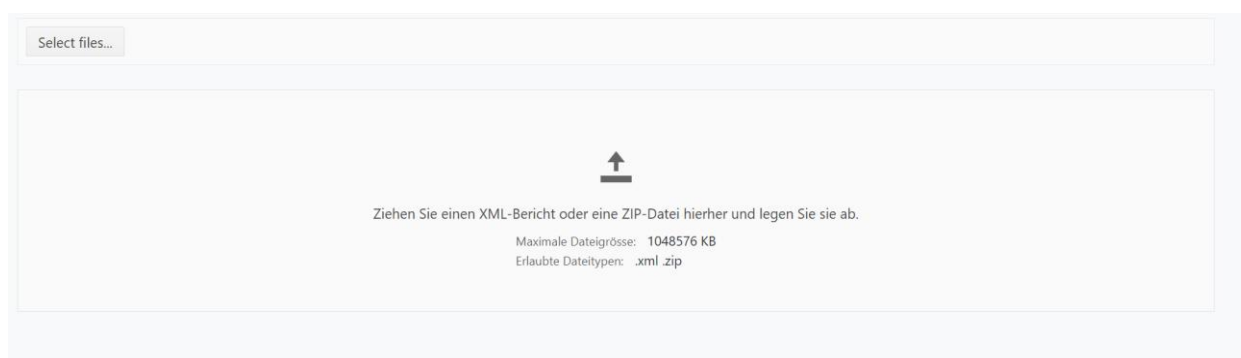 Select files...
Ziehen Sie einen XML-Bericht oder eine ZIP-Datei hierher und legen Sie sie ab.
Maximale Dateigrösse: 1048576 KB
Erlaubte Dateitypen: .xml .zip